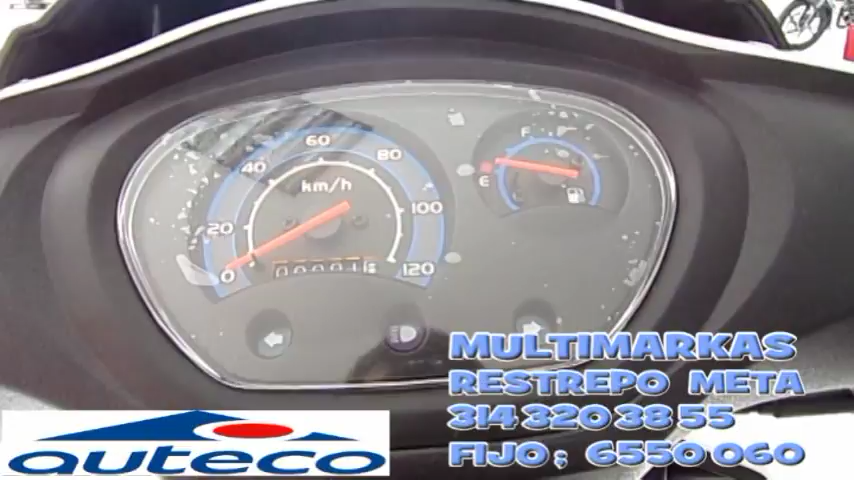 F
60
40
80
E
km/h
20
100
0
120
MULTIMARKAS
RESTREPO META
314 320 38 55
auteco
FIJO ; 6550 060